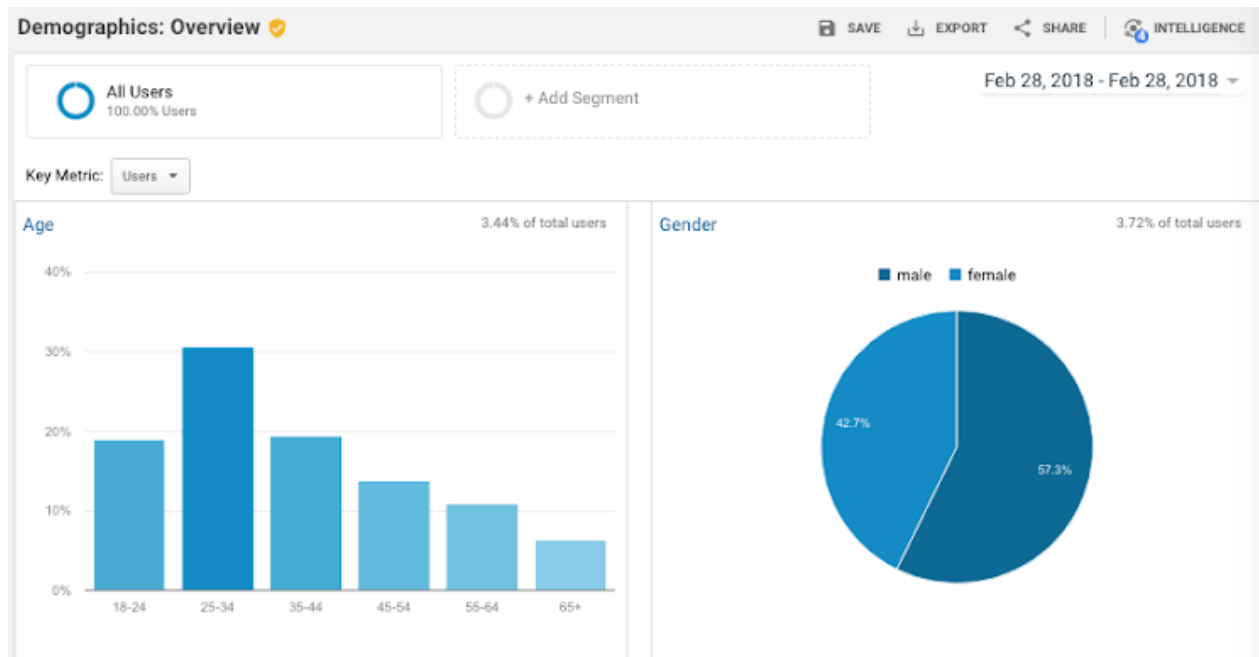 Demographics: Overview
SAVE
EXPORT
SHARE
4
INTELLIGENCE
All Users
100.00% Users
+ Add Segment
Feb 28, 2018 - Feb 28, 2018
Key Metric:
Users
Age
3.44% of total users
40%
30%
20%
10%
0%
18-24 25-34 35-44 45-54 55-64 65+
Gender
3.72% of total users
male female
42.7%
57.3%